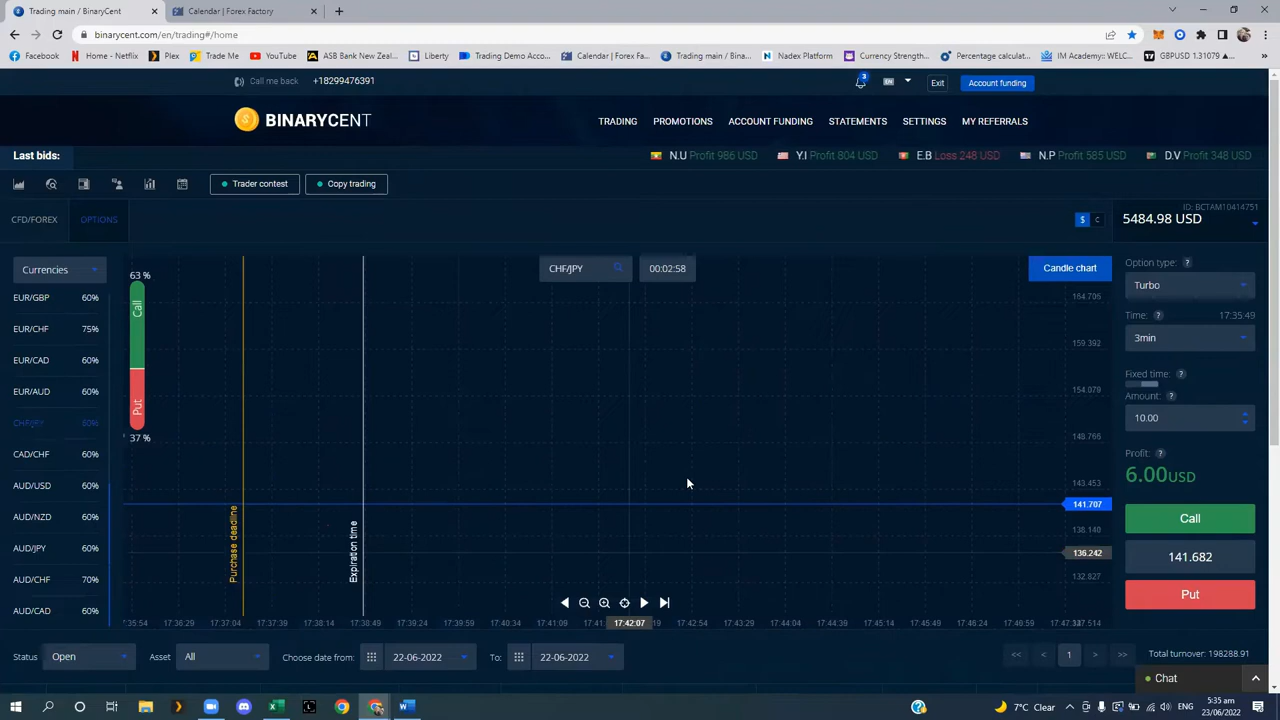 Trading main / BinaryCent
Calendar | Forex Factory
binarycent.com/en/trading#/home
Facebook
Home - Netflix
Plex
Trade Me
YouTube
ASB Bank New Zeal...
Liberty
Trading Demo Acco...
Calendar | Forex Fa...
Trading main / Bina...
Nadex Platform
Currency Strength...
Percentage calculat...
IM Academy:: WELC...
GBPUSD 1.31079 ▲...
Call me back +18299476391
3
EN
Exit
Account funding
BINARYCENT
TRADING PROMOTIONS ACCOUNT FUNDING STATEMENTS SETTINGS MY REFERRALS
Last bids:
N.U Profit 986 USD
Y.I Profit 804 USD
E.B Loss 248 USD
N.P Profit 585 USD
D.V Profit 348 USD
Trader contest
Copy trading
CFD/FOREX
OPTIONS
$ C
ID: BCTAM10414751
5484.98 USD
Currencies
EUR/GBP 60%
EUR/CHF 75%
EUR/CAD 60%
EUR/AUD 60%
CHF/JPY 60%
CAD/CHF 60%
AUD/USD 60%
AUD/NZD 60%
AUD/JPY 60%
AUD/CHF
AUD/CAD 60%
63 %
Call
Put
37 %
CHF/JPY
00:02:58
Candle chart
Purchase deadline
Expiration time
164.705
159.392
154.079
148.766
143.453
141.707
138.140
136.242
132.827
17:36:29 17:37:04 17:37:39 17:38:14 17:38:49 17:39:24 17:39:59 17:40:34 17:41:09 17:42:07 17:42:54 17:43:29 17:44:04 17:44:39 17:45:14 17:45:49 17:46:24 17:46:59
Option type: ?
Turbo
Time: ? 17:35:49
3min
Fixed time: ?
Amount: ?
10.00
Profit: ?
6.00USD
Call
141.682
Put
Status Open
Asset All
Choose date from: 22-06-2022
To: 22-06-2022
<< < 1 > >>
Total turnover: 198288.91
Chat
7°C Clear
ENG
5:35 am
23/06/2022